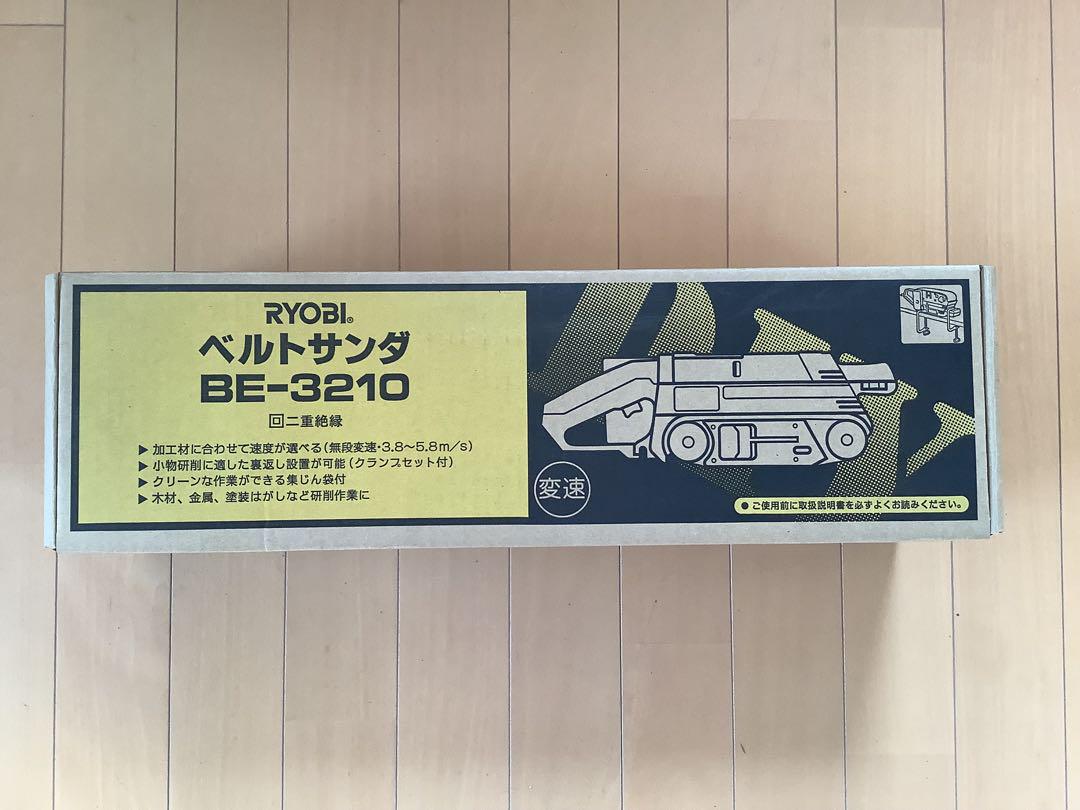 RYOBI®
ベルトサンダ
BE-3210
回二重絶縁
▶加工材に合わせて速度が選べる(無段変速・3.8～5.8m/s)
▶小物研削に適した裏返し設置が可能(クランプセット付)
▶クリーンな作業ができる集じん袋付
▶木材、金属、塗装はがしなど研削作業に
変速
●ご使用前に取扱説明書を必ずよくお読みください。